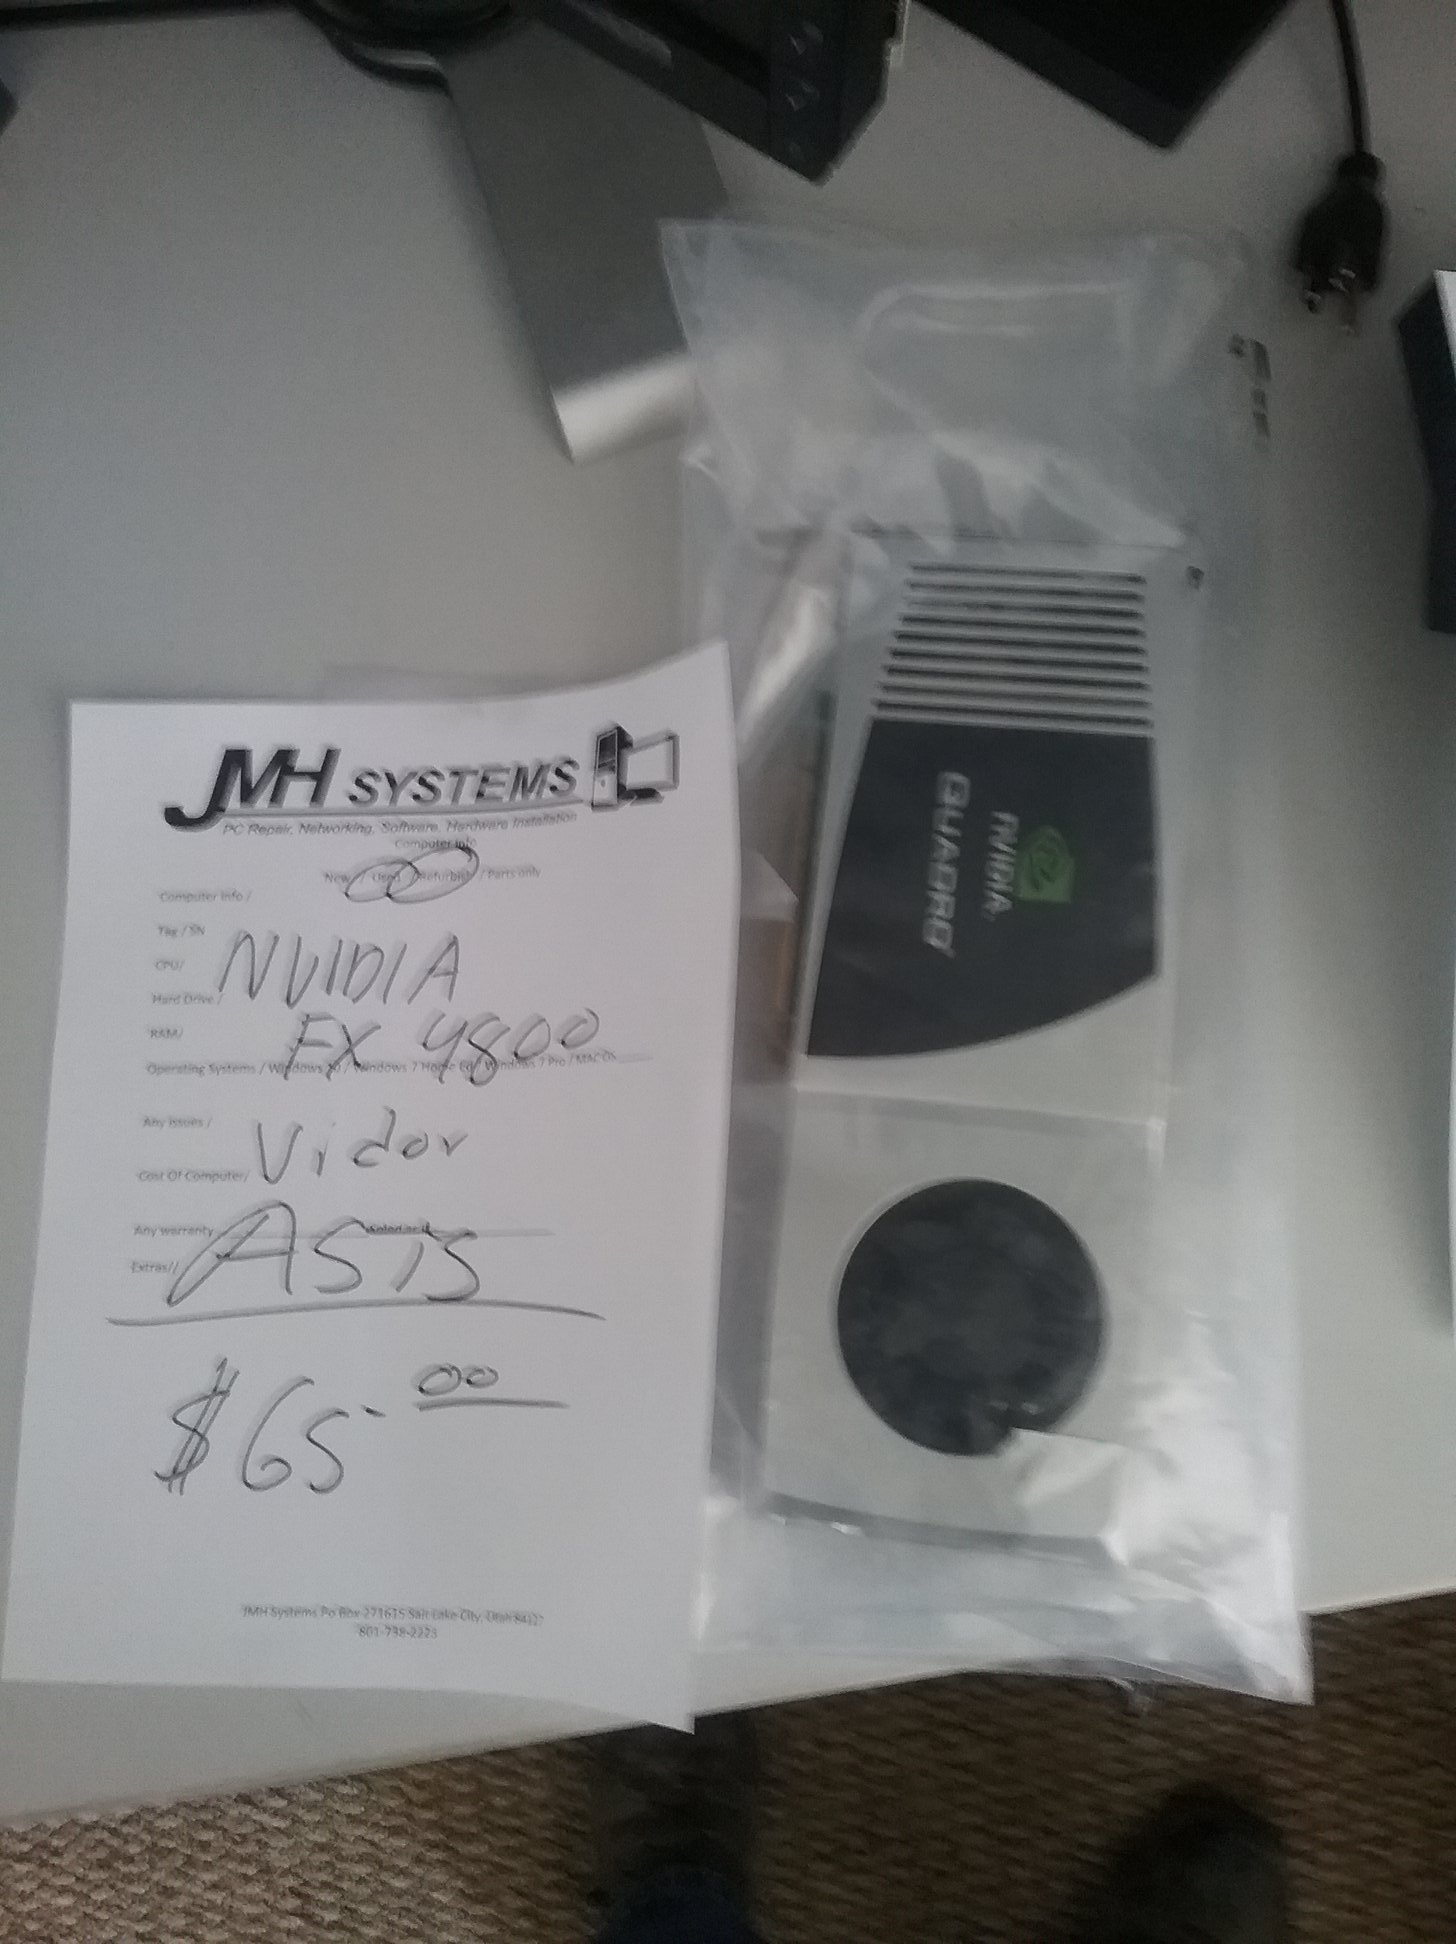 JMH SYSTEMS
PC Repair, Networking, Software, Hardware Installation
Computer Info
New / Used / Refurbish / Parts only
Computer Info /
Tag / SN
CPU/
NVIDIA
Hard Drive /
RAM/
FX 4800
Operating Systems / Windows 10 / Windows 7 Home / Windows 7 Pro / MAC OS
Any Issues /
Vidor
Cost Of Computer/
Any warranty
ASIS
Extras//
$65.00
JMH Systems Po Box 271615 Salt Lake City, Utah 84127
801-738-2223
NVIDIA
QUADRO